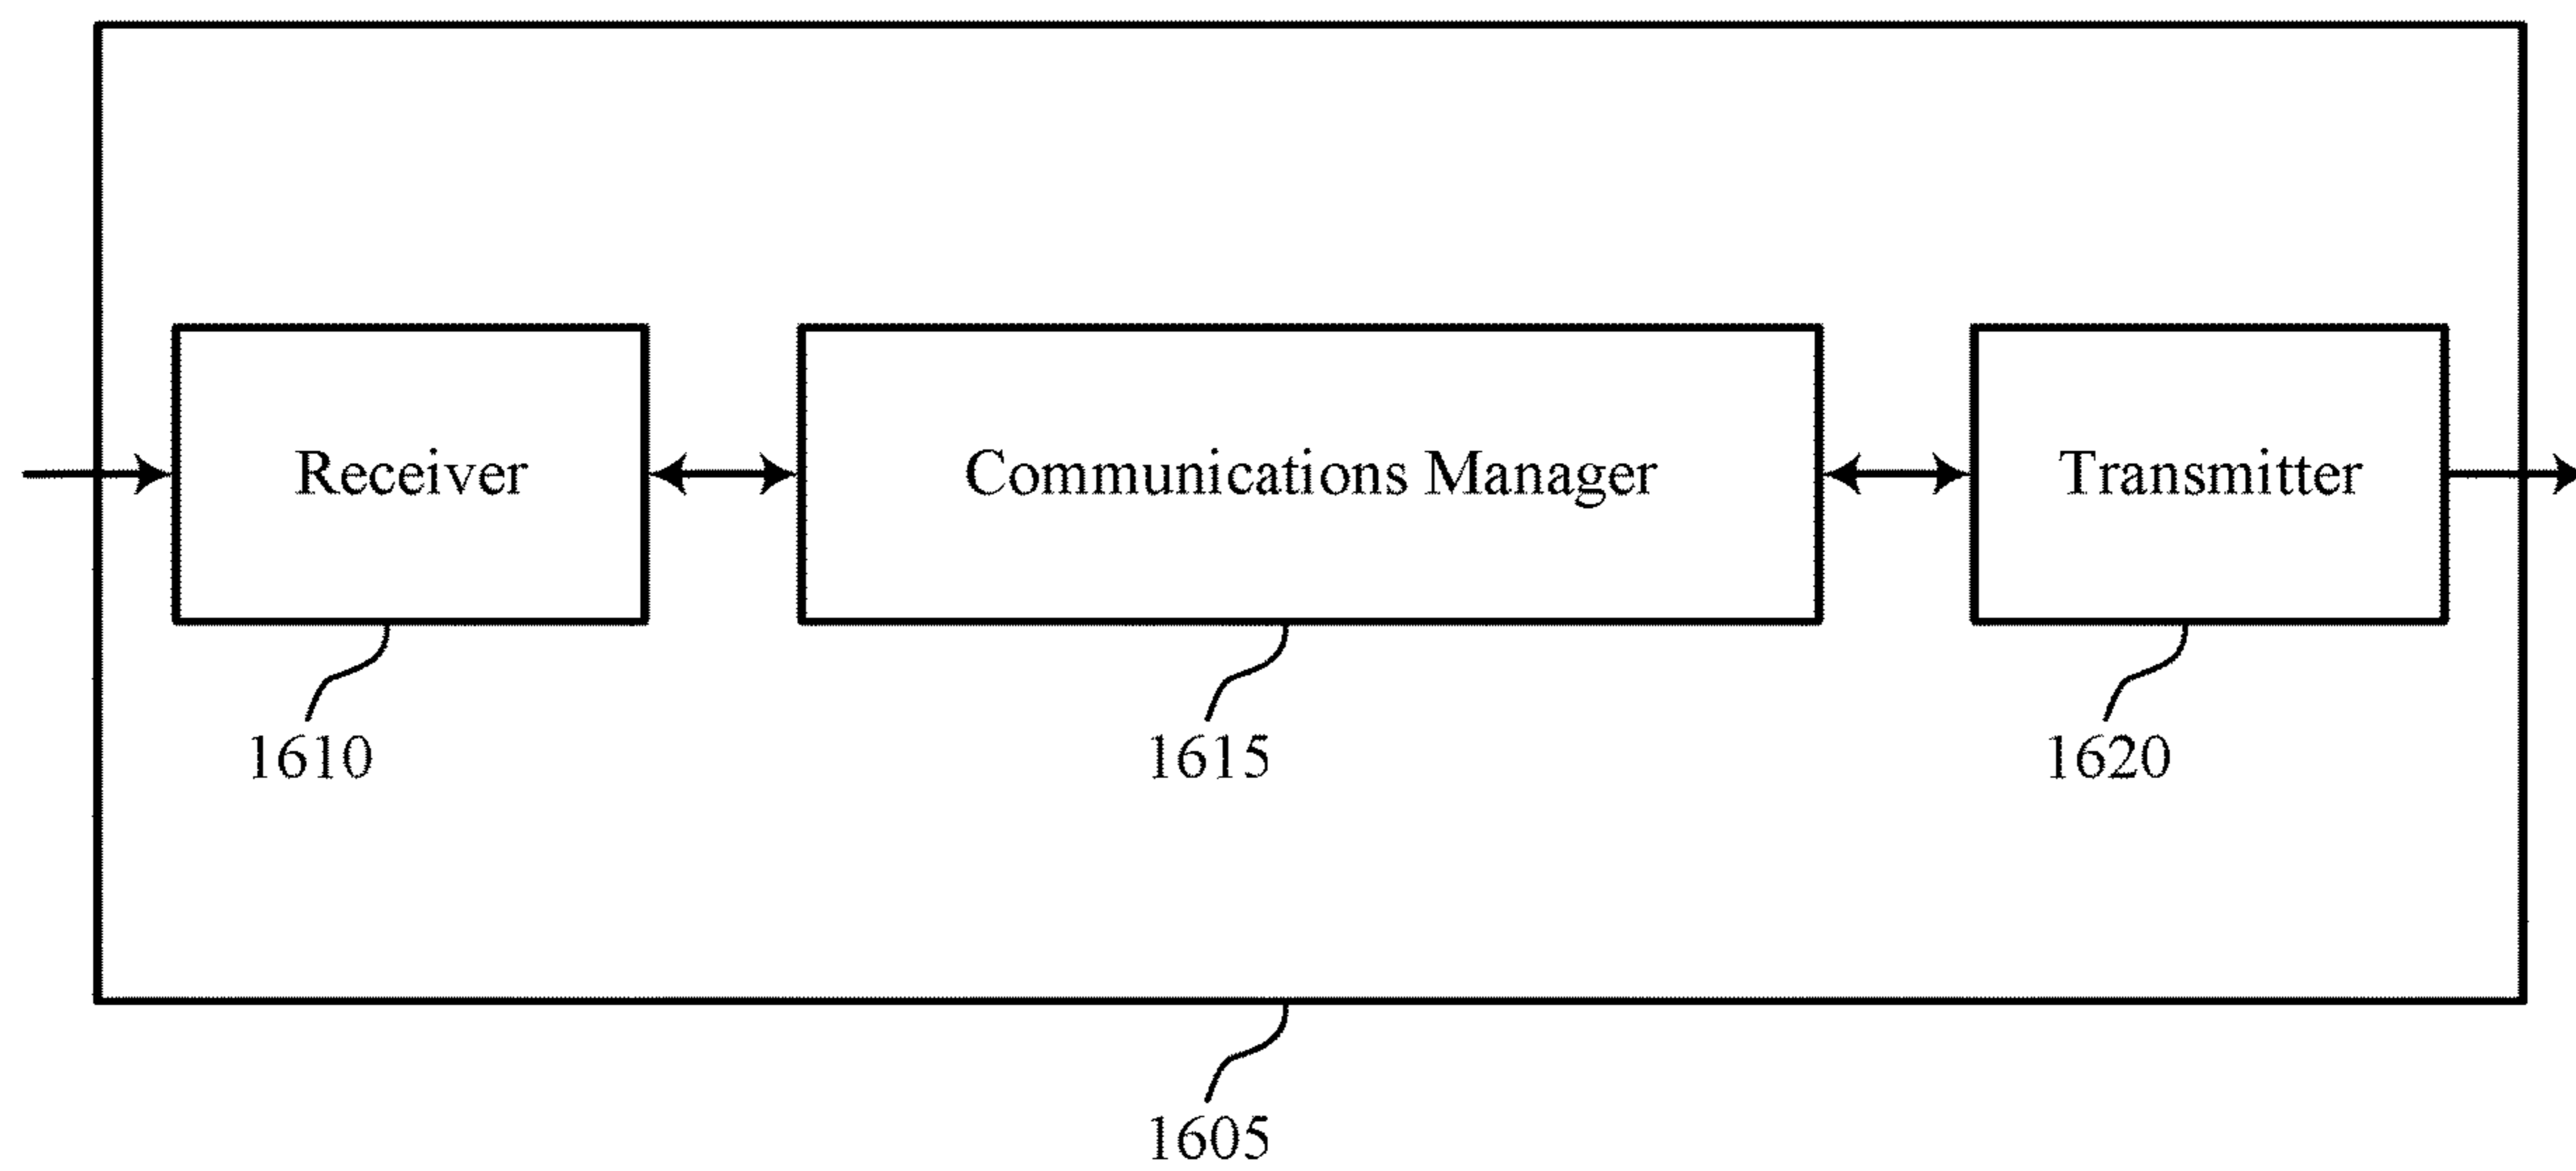 Receiver
Communications Manager
Transmitter
1610
1615
1620
1605